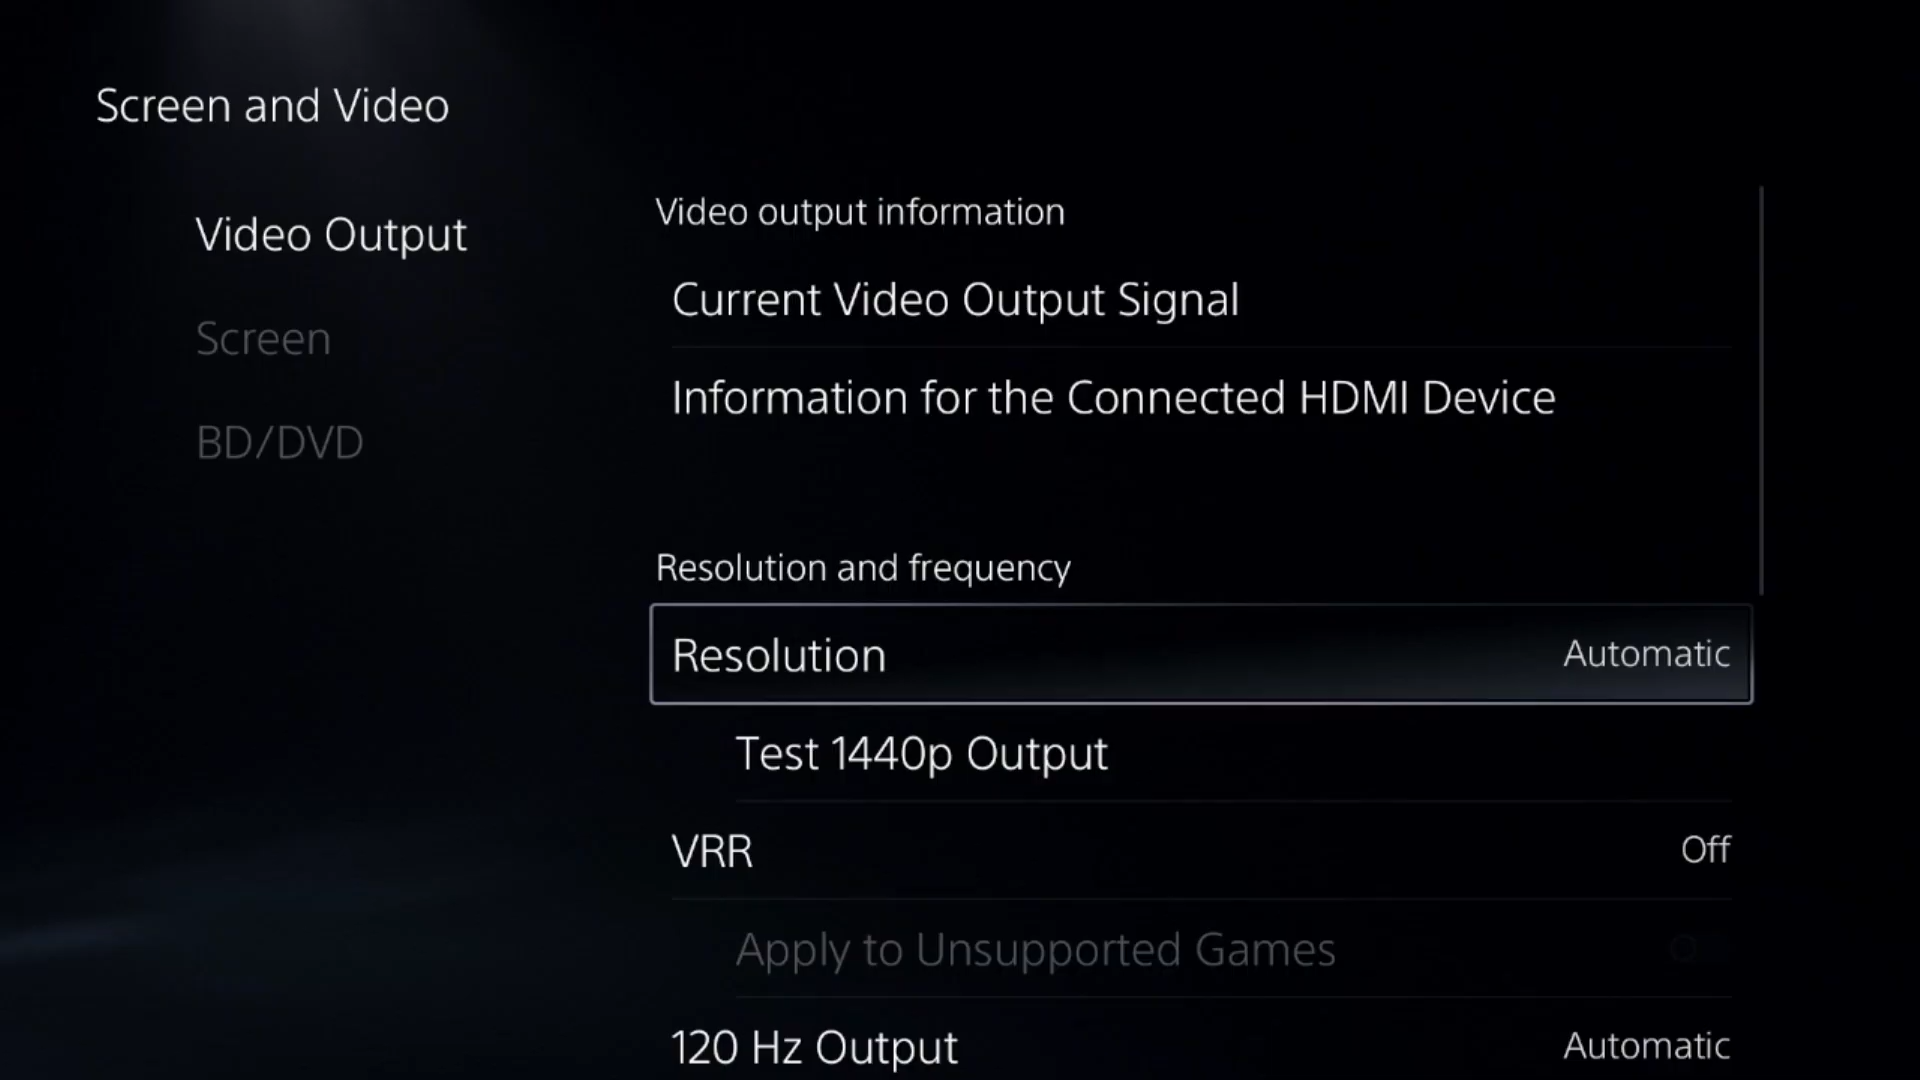 Screen and Video
Video Output
Screen
BD/DVD
Video output information
Current Video Output Signal
Information for the Connected HDMI Device
Resolution and frequency
Resolution Automatic
Test 1440p Output
VRR Off
Apply to Unsupported Games
120 Hz Output Automatic